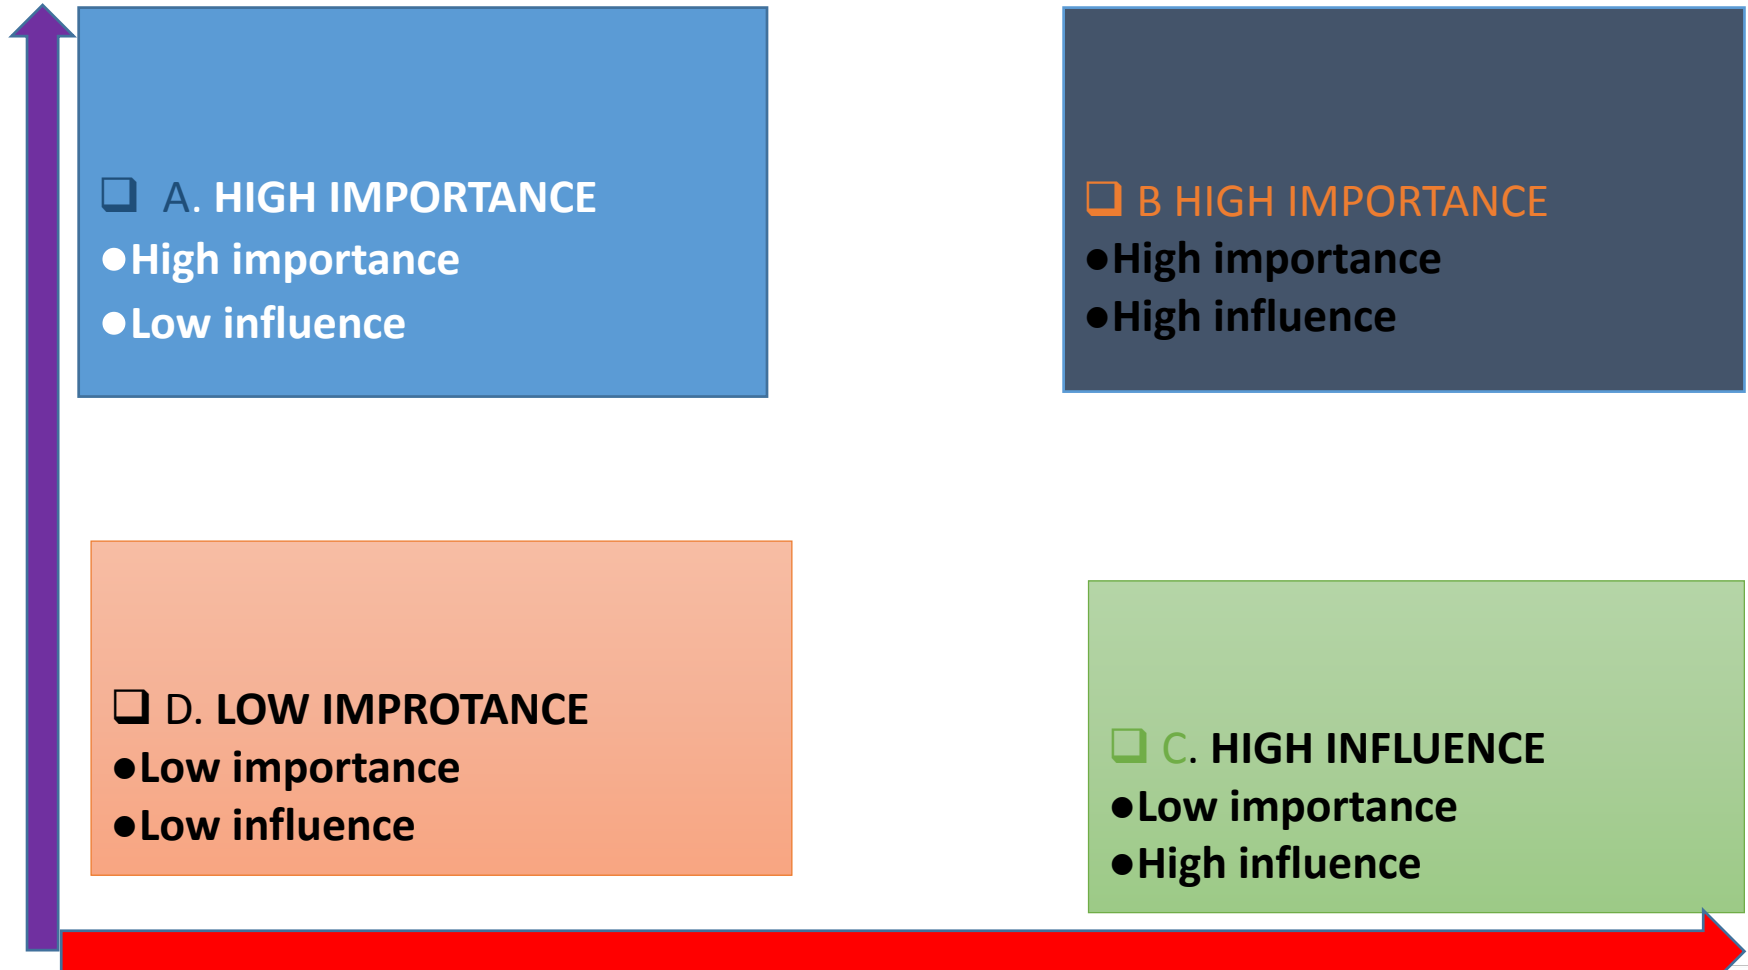 ❑ A. HIGH IMPORTANCE
●High importance
●Low influence
❑ B HIGH IMPORTANCE
●High importance
●High influence
❑ D. LOW IMPROTANCE
●Low importance
●Low influence
❑ C. HIGH INFLUENCE
●Low importance
●High influence